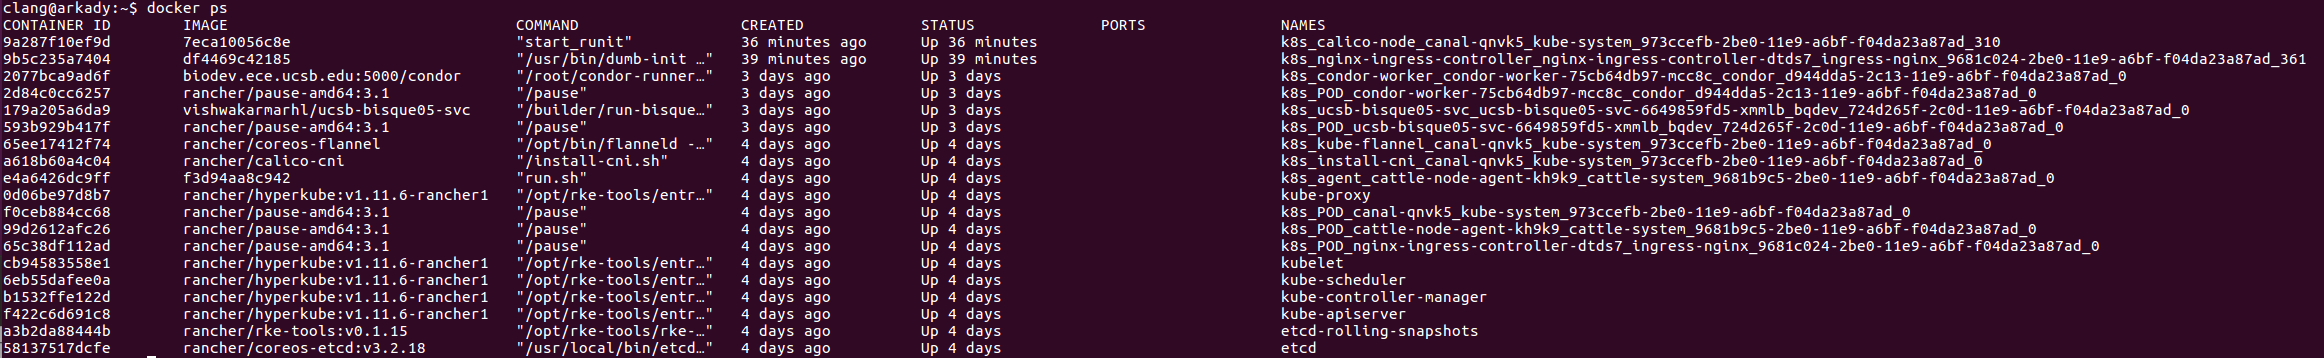 clang@arkady:~$ docker ps
CONTAINER ID        IMAGE                                COMMAND                  CREATED             STATUS              PORTS               NAMES
9a287f10ef9d        7eca10056c8e                         "start_runit"            36 minutes ago      Up 36 minutes                           k8s_calico-node_canal-qnvk5_kube-system_973ccefb-2be0-11e9-a6bf-f04da23a87ad_310
9b5c235a7404        df4469c42185                         "/usr/bin/dumb-init …"   39 minutes ago      Up 39 minutes                           k8s_nginx-ingress-controller_nginx-ingress-controller-dtds7_ingress-nginx_9681c024-2be0-11e9-a6bf-f04da23a87ad_361
2077bca9ad6f        biodev.ece.ucsb.edu:5000/condor      "/root/condor-runner…"   3 days ago          Up 3 days                               k8s_condor-worker_condor-worker-75cb64db97-mcc8c_condor_d944dda5-2c13-11e9-a6bf-f04da23a87ad_0
2d84c0cc6257        rancher/pause-amd64:3.1              "/pause"                 3 days ago          Up 3 days                               k8s_POD_condor-worker-75cb64db97-mcc8c_condor_d944dda5-2c13-11e9-a6bf-f04da23a87ad_0
179a205a6da9        vishwakarmarhl/ucsb-bisque05-svc     "/builder/run-bisque…"   3 days ago          Up 3 days                               k8s_ucsb-bisque05-svc_ucsb-bisque05-svc-6649859fd5-xmmlb_bqdev_724d265f-2c0d-11e9-a6bf-f04da23a87ad_0
593b929b417f        rancher/pause-amd64:3.1              "/pause"                 3 days ago          Up 3 days                               k8s_POD_ucsb-bisque05-svc-6649859fd5-xmmlb_bqdev_724d265f-2c0d-11e9-a6bf-f04da23a87ad_0
65ee17412f74        rancher/coreos-flannel               "/opt/bin/flanneld -…"   4 days ago          Up 4 days                               k8s_kube-flannel_canal-qnvk5_kube-system_973ccefb-2be0-11e9-a6bf-f04da23a87ad_0
a618b60a4c04        rancher/calico-cni                   "/install-cni.sh"        4 days ago          Up 4 days                               k8s_install-cni_canal-qnvk5_kube-system_973ccefb-2be0-11e9-a6bf-f04da23a87ad_0
e4a6426dc9ff        f3d94aa8c942                         "run.sh"                 4 days ago          Up 4 days                               k8s_agent_cattle-node-agent-kh9k9_cattle-system_9681b9c5-2be0-11e9-a6bf-f04da23a87ad_0
0d06be97d8b7        rancher/hyperkube:v1.11.6-rancher1   "/opt/rke-tools/entr…"   4 days ago          Up 4 days                               kube-proxy
f0ceb884cc68        rancher/pause-amd64:3.1              "/pause"                 4 days ago          Up 4 days                               k8s_POD_canal-qnvk5_kube-system_973ccefb-2be0-11e9-a6bf-f04da23a87ad_0
99d2612afc26        rancher/pause-amd64:3.1              "/pause"                 4 days ago          Up 4 days                               k8s_POD_cattle-node-agent-kh9k9_cattle-system_9681b9c5-2be0-11e9-a6bf-f04da23a87ad_0
65c38df112ad        rancher/pause-amd64:3.1              "/pause"                 4 days ago          Up 4 days                               k8s_POD_nginx-ingress-controller-dtds7_ingress-nginx_9681c024-2be0-11e9-a6bf-f04da23a87ad_0
cb94583558e1        rancher/hyperkube:v1.11.6-rancher1   "/opt/rke-tools/entr…"   4 days ago          Up 4 days                               kubelet
6eb55dafee0a        rancher/hyperkube:v1.11.6-rancher1   "/opt/rke-tools/entr…"   4 days ago          Up 4 days                               kube-scheduler
b1532ffe122d        rancher/hyperkube:v1.11.6-rancher1   "/opt/rke-tools/entr…"   4 days ago          Up 4 days                               kube-controller-manager
f422c6d691c8        rancher/hyperkube:v1.11.6-rancher1   "/opt/rke-tools/entr…"   4 days ago          Up 4 days                               kube-apiserver
a3b2da88444b        rancher/rke-tools:v0.1.15            "/opt/rke-tools/rke-…"   4 days ago          Up 4 days                               etcd-rolling-snapshots
58137517dcfe        rancher/coreos-etcd:v3.2.18          "/usr/local/bin/etcd…"   4 days ago          Up 4 days                               etcd